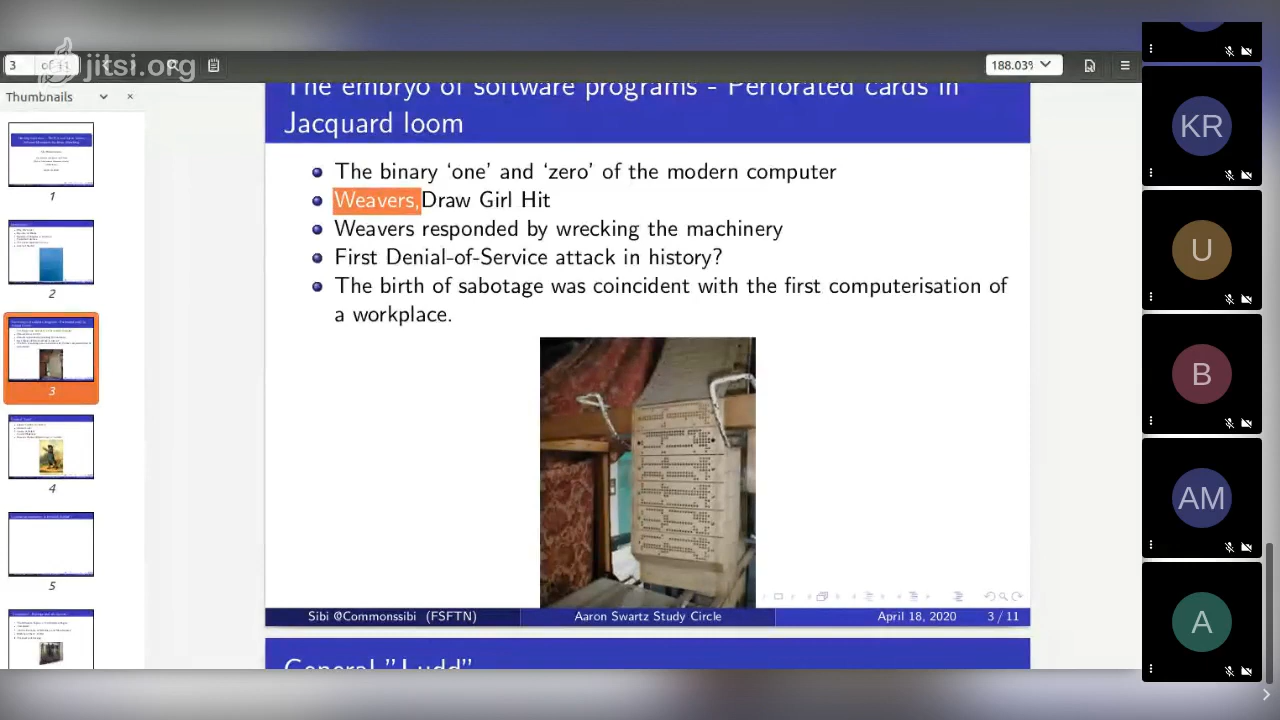 jitsi.org
3
of 11
188.03%
Thumbnails
1
2
3
4
5
The embryo of software programs - Perforated cards in
Jacquard loom
The binary ‘one’ and ‘zero’ of the modern computer
Weavers,Draw Girl Hit
Weavers responded by wrecking the machinery
First Denial-of-Service attack in history?
The birth of sabotage was coincident with the first computerisation of
a workplace.
Sibi @Commonssibi (FSFTN)
Aaron Swartz Study Circle
April 18, 2020
3 / 11
General "Ludd"
KR
U
B
AM
A